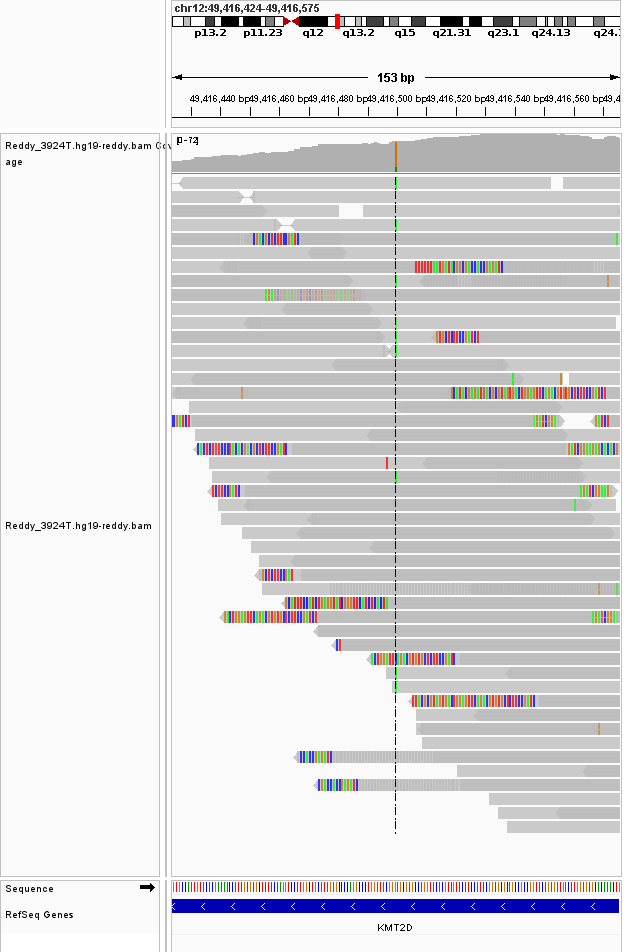 chr12:49,416,424-49,416,575
p13.2 p11.23 q12 q13.2 q15 q21.31 q23.1 q24.13 q24.
153 bp
49,416,440 bp 49,416,460 bp 49,416,480 bp 49,416,500 bp 49,416,520 bp 49,416,540 bp 49,416,560 bp 49,4
Reddy_3924T.hg19-reddy.bam Cov
age
[0-72]
Reddy_3924T.hg19-reddy.bam
Sequence
RefSeq Genes
KMT2D